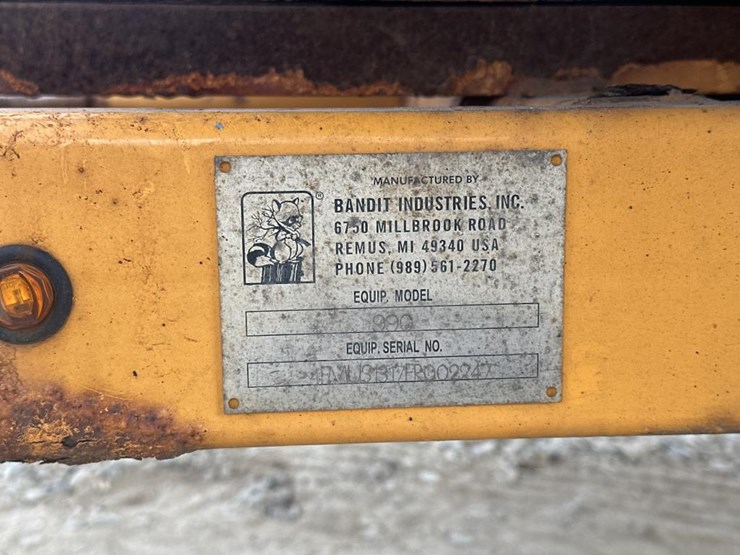 MANUFACTURED BY
BANDIT INDUSTRIES, INC. ®
6750 MILLBROOK ROAD
REMUS, MI 49340 USA
PHONE (989) 561-2270
EQUIP. MODEL
990
EQUIP. SERIAL NO.